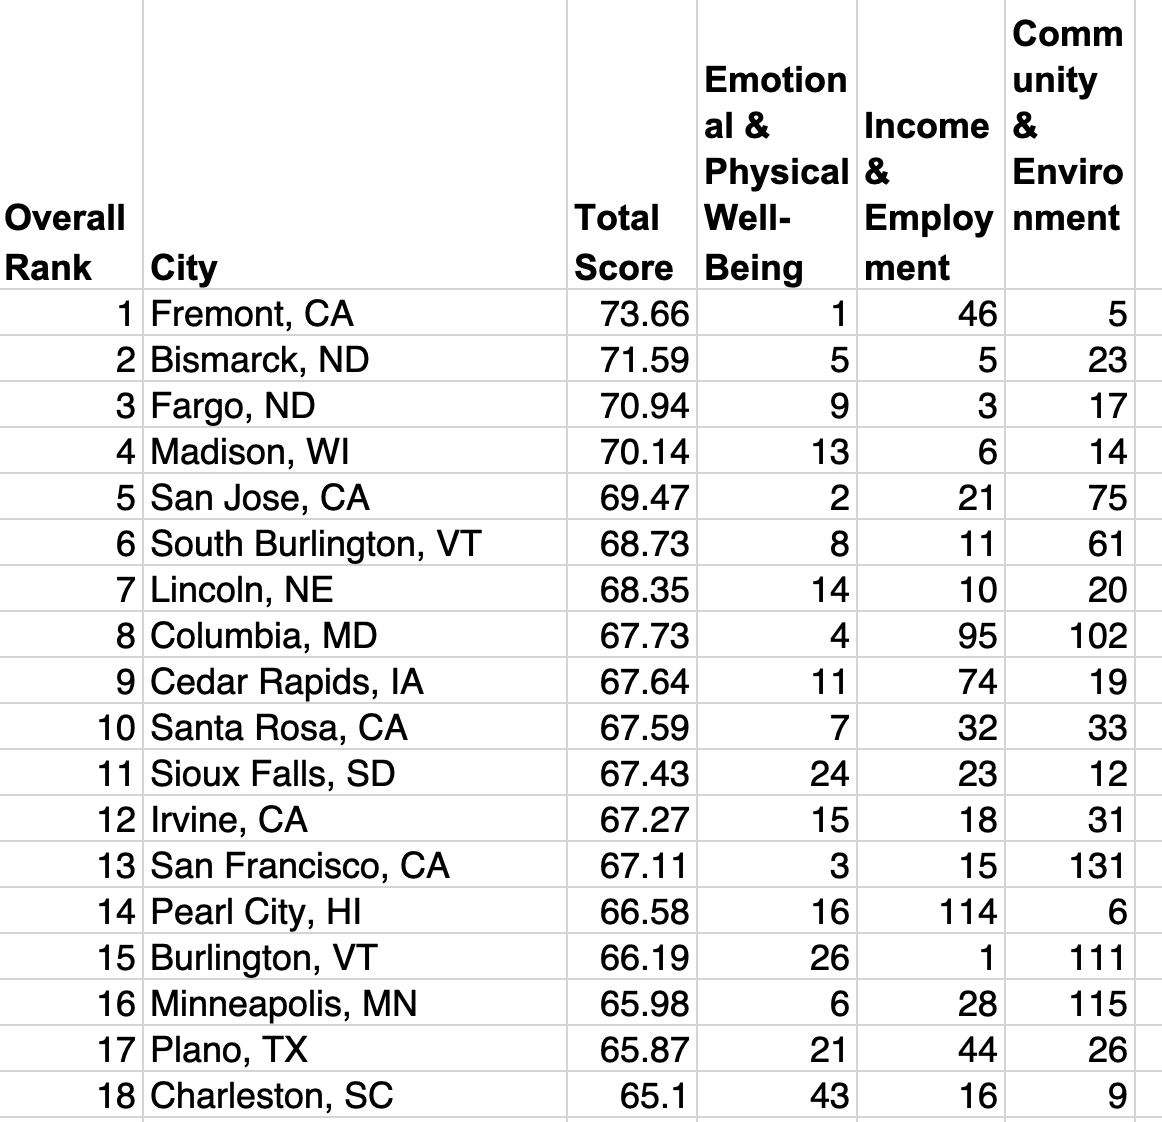 Overall Rank	City	Total Score	Emotional & Physical Well-Being	Income & Employment	Community & Environment
1	Fremont, CA	73.66	1	46	5
2	Bismarck, ND	71.59	5	5	23
3	Fargo, ND	70.94	9	3	17
4	Madison, WI	70.14	13	6	14
5	San Jose, CA	69.47	2	21	75
6	South Burlington, VT	68.73	8	11	61
7	Lincoln, NE	68.35	14	10	20
8	Columbia, MD	67.73	4	95	102
9	Cedar Rapids, IA	67.64	11	74	19
10	Santa Rosa, CA	67.59	7	32	33
11	Sioux Falls, SD	67.43	24	23	12
12	Irvine, CA	67.27	15	18	31
13	San Francisco, CA	67.11	3	15	131
14	Pearl City, HI	66.58	16	114	6
15	Burlington, VT	66.19	26	1	111
16	Minneapolis, MN	65.98	6	28	115
17	Plano, TX	65.87	21	44	26
18	Charleston, SC	65.1	43	16	9